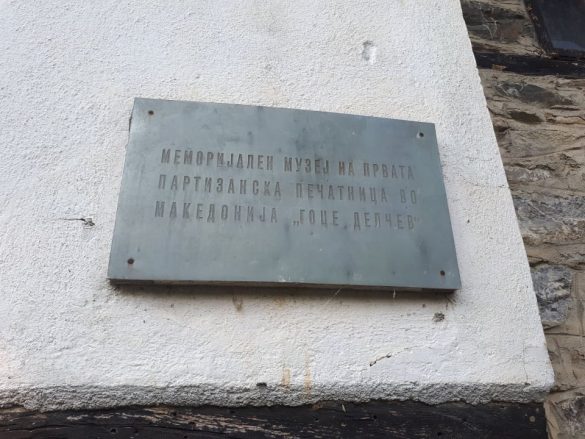 МЕМОРИЈАЛЕН МУЗЕЈ НА ПРВАТА
ПАРТИЗАНСКА ПЕЧАТНИЦА ВО
МАКЕДОНИЈА „ГОЦЕ ДЕЛЧЕВ“